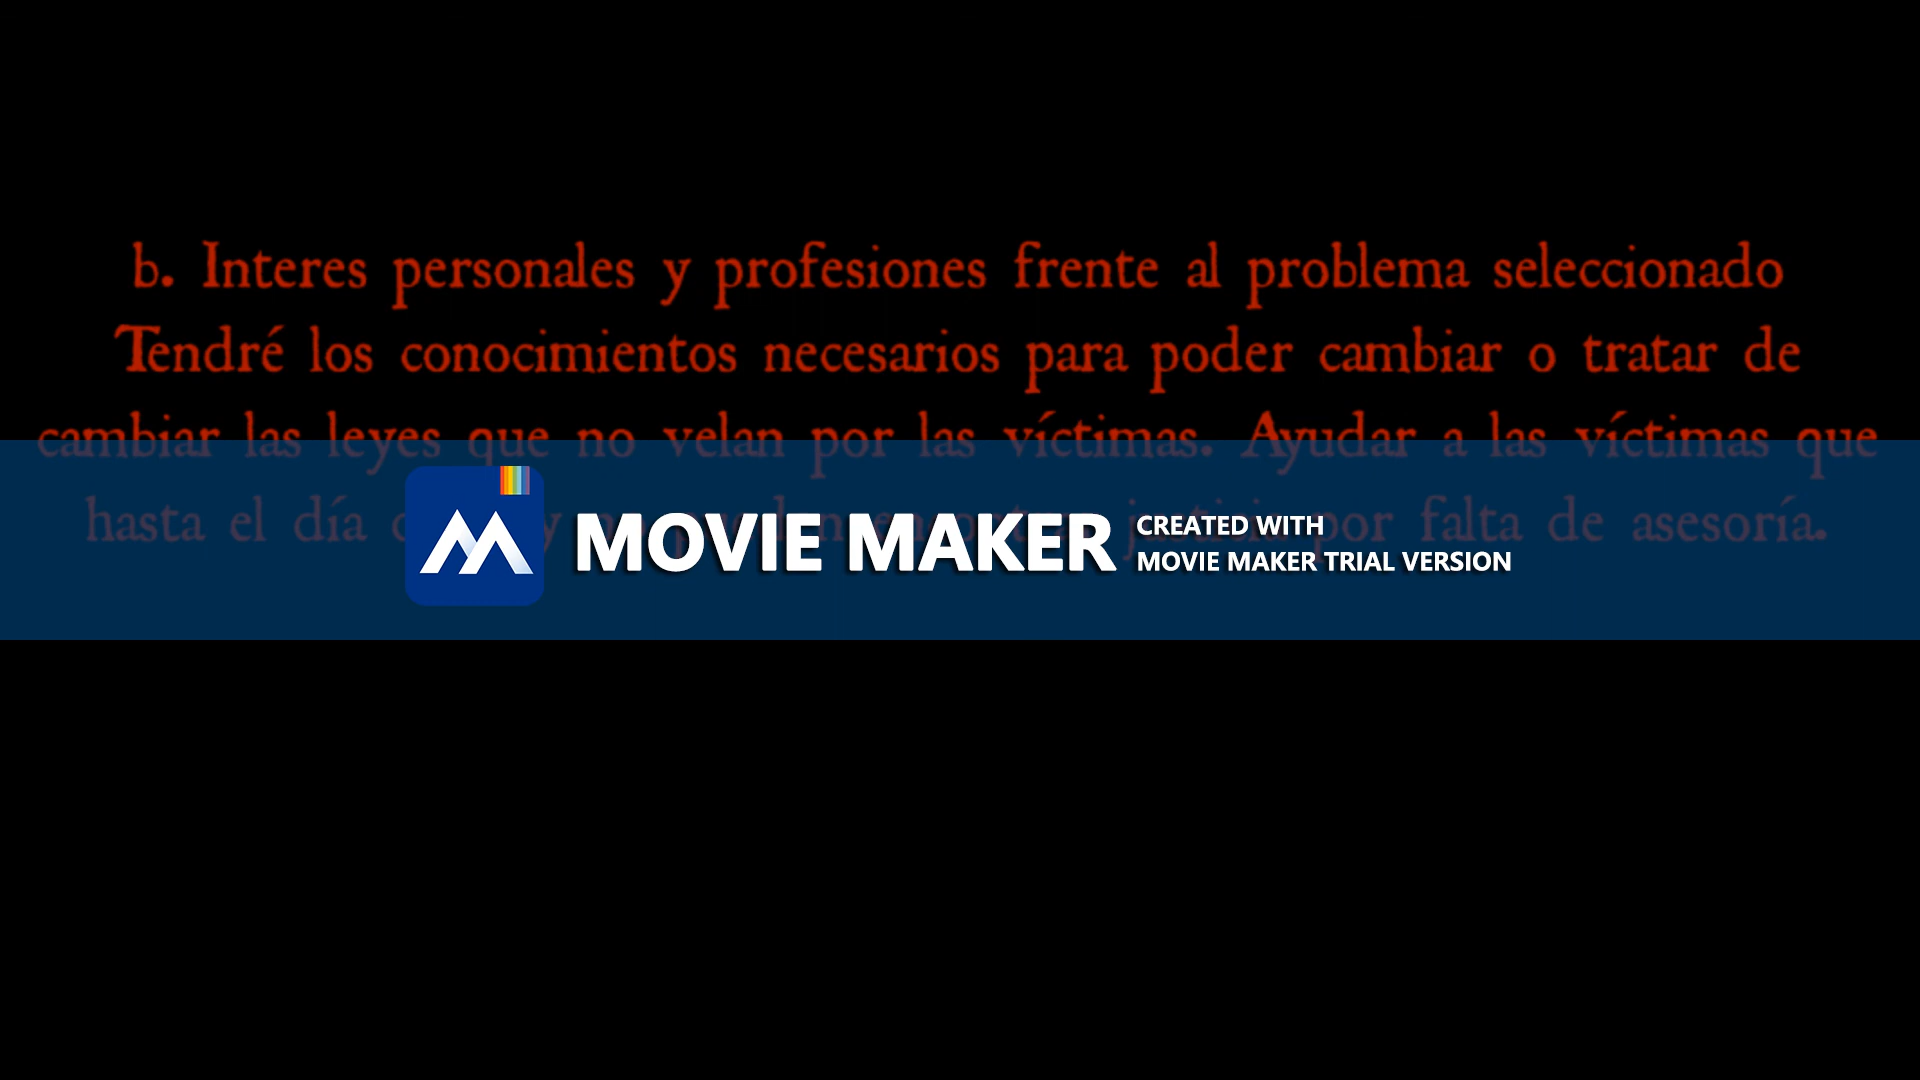 b. Interes personales y profesiones frente al problema seleccionado
Tendré los conocimientos necesarios para poder cambiar o tratar de
cambiar las leyes que no velan por las víctimas. Ayudar a las víctimas que
hasta el día y justicia por falta de asesoría.
MOVIE MAKER
CREATED WITH
MOVIE MAKER TRIAL VERSION